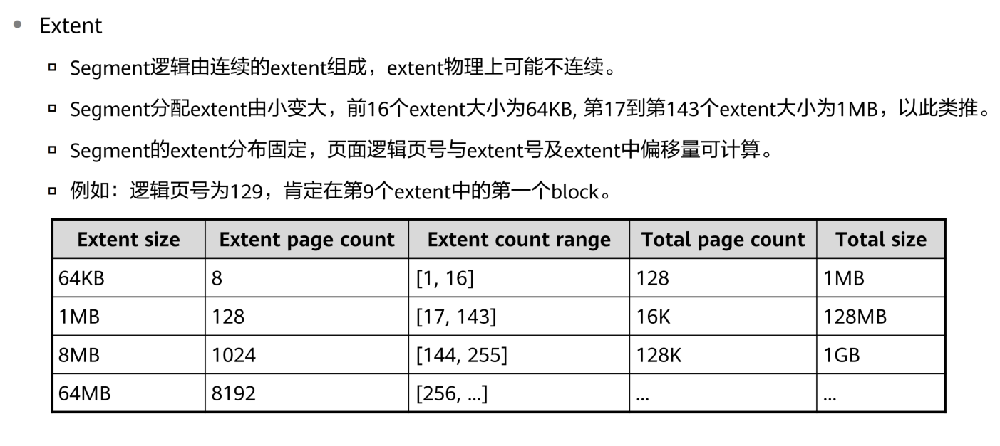 Extent
Segment逻辑由连续的extent组成，extent物理上可能不连续。
Segment分配extent由小变大，前16个extent大小为64KB, 第17到第143个extent大小为1MB，以此类推。
Segment的extent分布固定，页面逻辑页号与extent号及extent中偏移量可计算。
例如：逻辑页号为129，肯定在第9个extent中的第一个block。
Extent size Extent page count Extent count range Total page count Total size
64KB 8 [1, 16] 128 1MB
1MB 128 [17, 143] 16K 128MB
8MB 1024 [144, 255] 128K 1GB
64MB 8192 [256, ...] ... ...